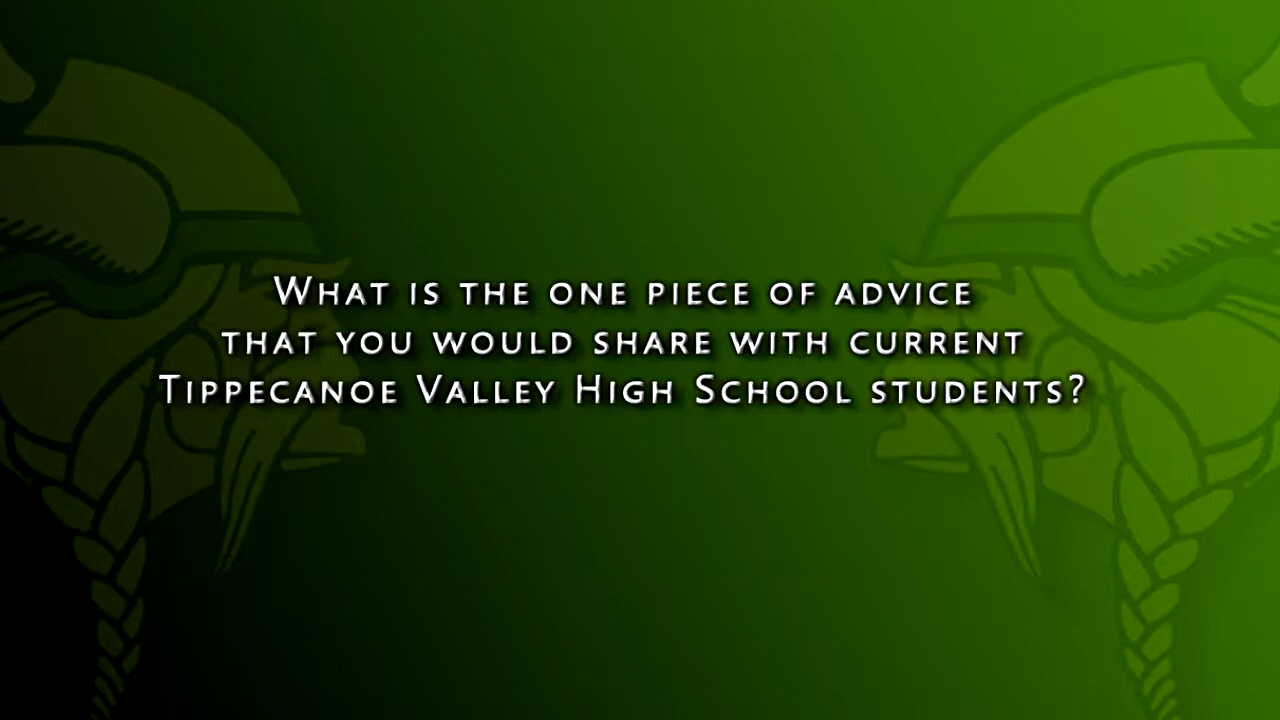 What is the one piece of advice
that you would share with current
Tippecanoe Valley High School students?